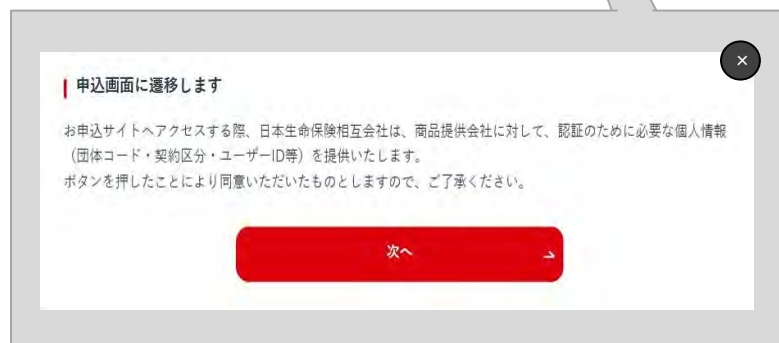 ×
申込画面に遷移します
お申込サイトへアクセスする際、日本生命保険相互会社は、商品提供会社に対して、認証のために必要な個人情報
（団体コード・契約区分・ユーザーID等）を提供いたします。
ボタンを押したことにより同意いただいたものとしますので、ご了承ください。
次へ